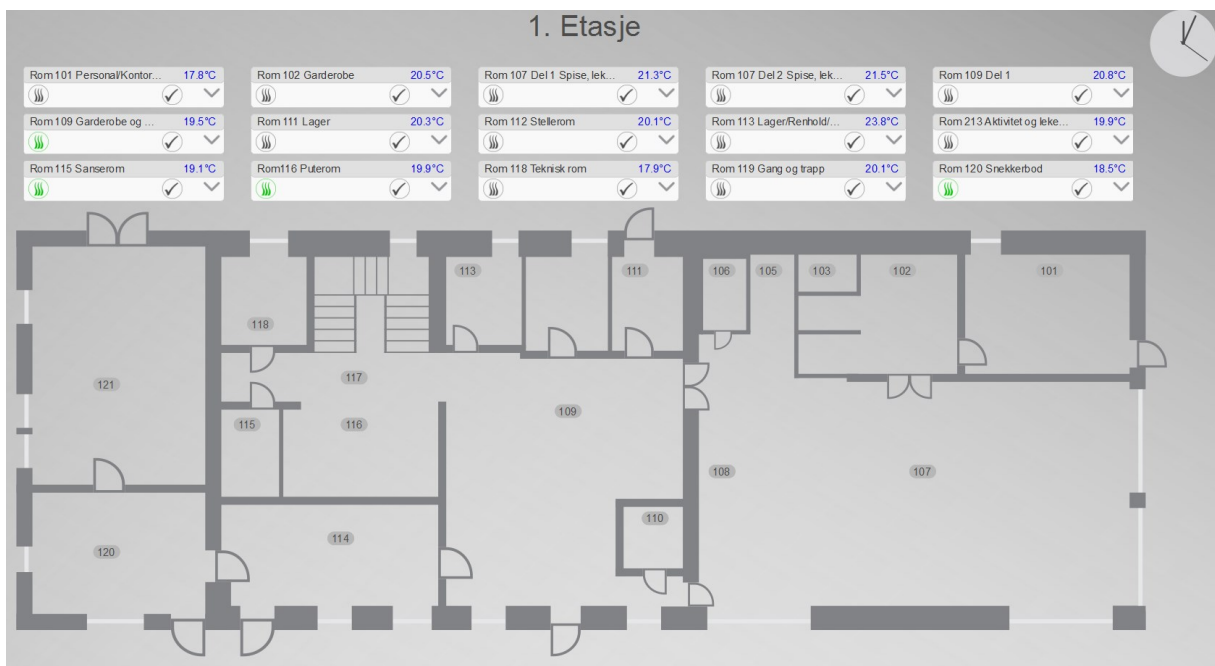 1. Etasje
Rom 101 Personal/Kontor... 17.8°C
Rom 102 Garderobe 20.5°C
Rom 107 Del 1 Spise, lek... 21.3°C
Rom 107 Del2 Spise, lek... 21.5°C
Rom 109 Del 1 20.8°C
Rom 109 Garderobe og ... 19.5°C
Rom 111 Lager 20.3°C
Rom 112 Stellerom 20.1°C
Rom 113 Lager/Renhold/... 23.8°C
Rom 213 Aktivitet og leke... 19.9°C
Rom 115 Sanserom 19.1°C
Rom116 Puterom 19.9°C
Rom 118 Teknisk rom 17.9°C
Rom 119 Gang og trapp 20.1°C
Rom 120 Snekkerbod 18.5°C
113
111
106
105
103
102
101
118
117
121
109
115
116
108
107
110
114
120